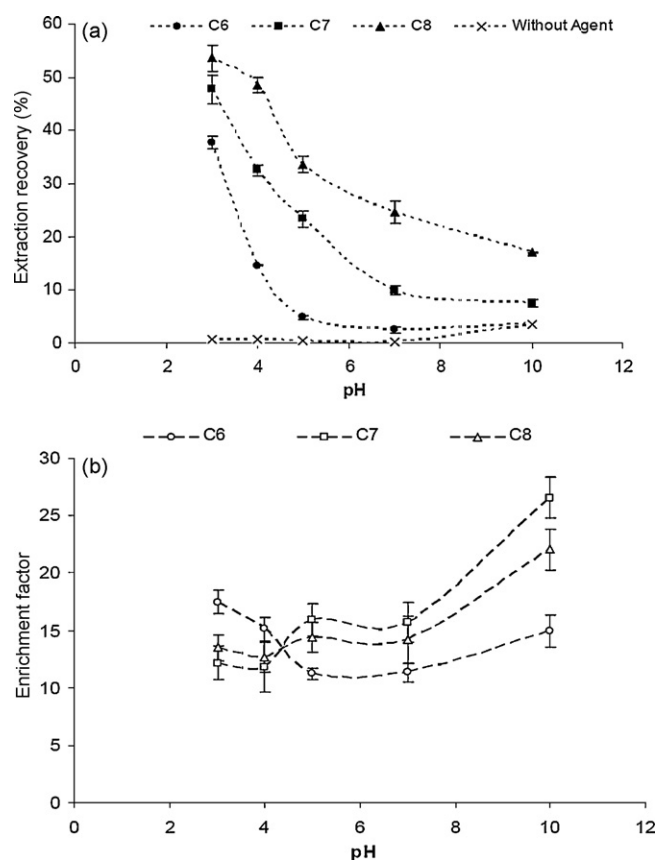 (a)
C6 C7 C8 Without Agent
60
50
40
30
20
10
0
Extraction recovery (%)
0 2 4 6 8 10 12
pH
C6 C7 C8
(b)
30
25
20
15
10
5
0
Enrichment factor
0 2 4 6 8 10 12
pH